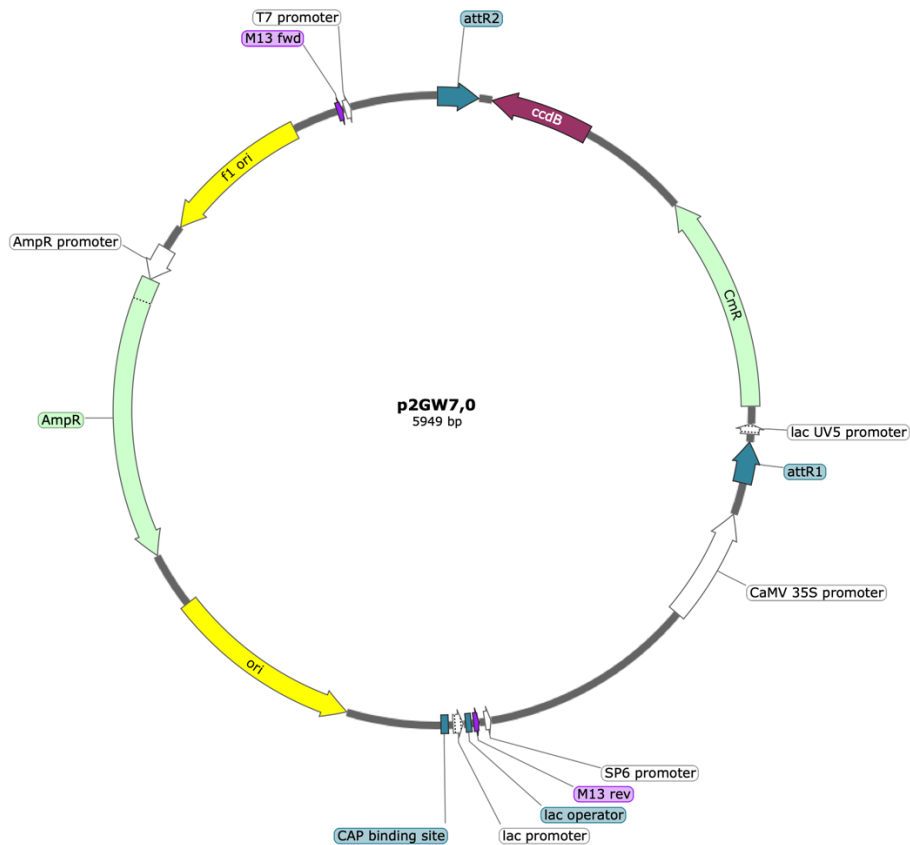 T7 promoter
M13 fwd
attR2
ccdB
f1 ori
AmpR promoter
CmR
AmpR
p2GW7,0
5949 bp
lac UV5 promoter
attR1
CaMV 35S promoter
ori
SP6 promoter
M13 rev
lac operator
CAP binding site
lac promoter